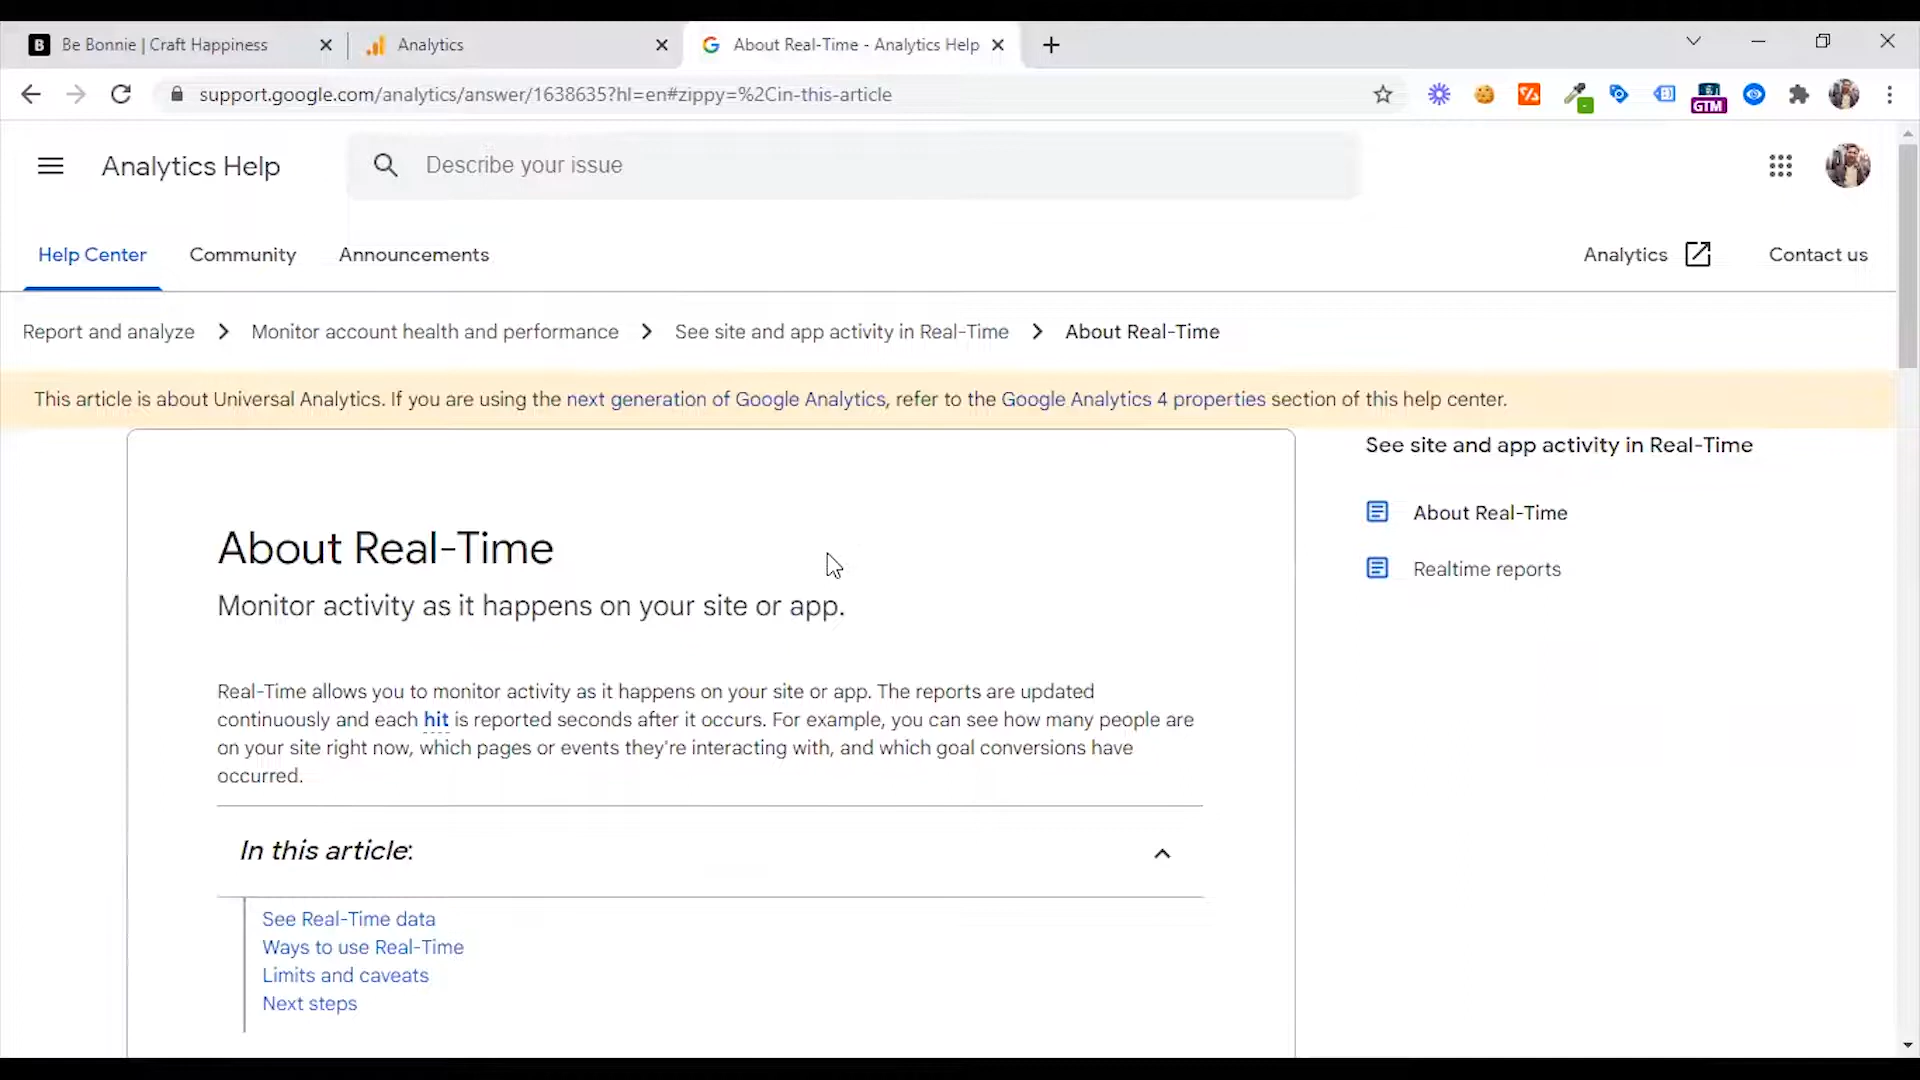 Be Bonnie | Craft Happiness
Analytics
About Real-Time - Analytics Help
support.google.com/analytics/answer/1638635?hl=en#zippy=%2Cin-this-article
GTM
Analytics Help
Describe your issue
Help Center
Community
Announcements
Analytics
Contact us
Report and analyze
Monitor account health and performance
See site and app activity in Real-Time
About Real-Time
This article is about Universal Analytics. If you are using the next generation of Google Analytics, refer to the Google Analytics 4 properties section of this help center.
About Real-Time
Monitor activity as it happens on your site or app.
Real-Time allows you to monitor activity as it happens on your site or app. The reports are updated
continuously and each hit is reported seconds after it occurs. For example, you can see how many people are
on your site right now, which pages or events they're interacting with, and which goal conversions have
occurred.
In this article:
See Real-Time data
Ways to use Real-Time
Limits and caveats
Next steps
See site and app activity in Real-Time
About Real-Time
Realtime reports